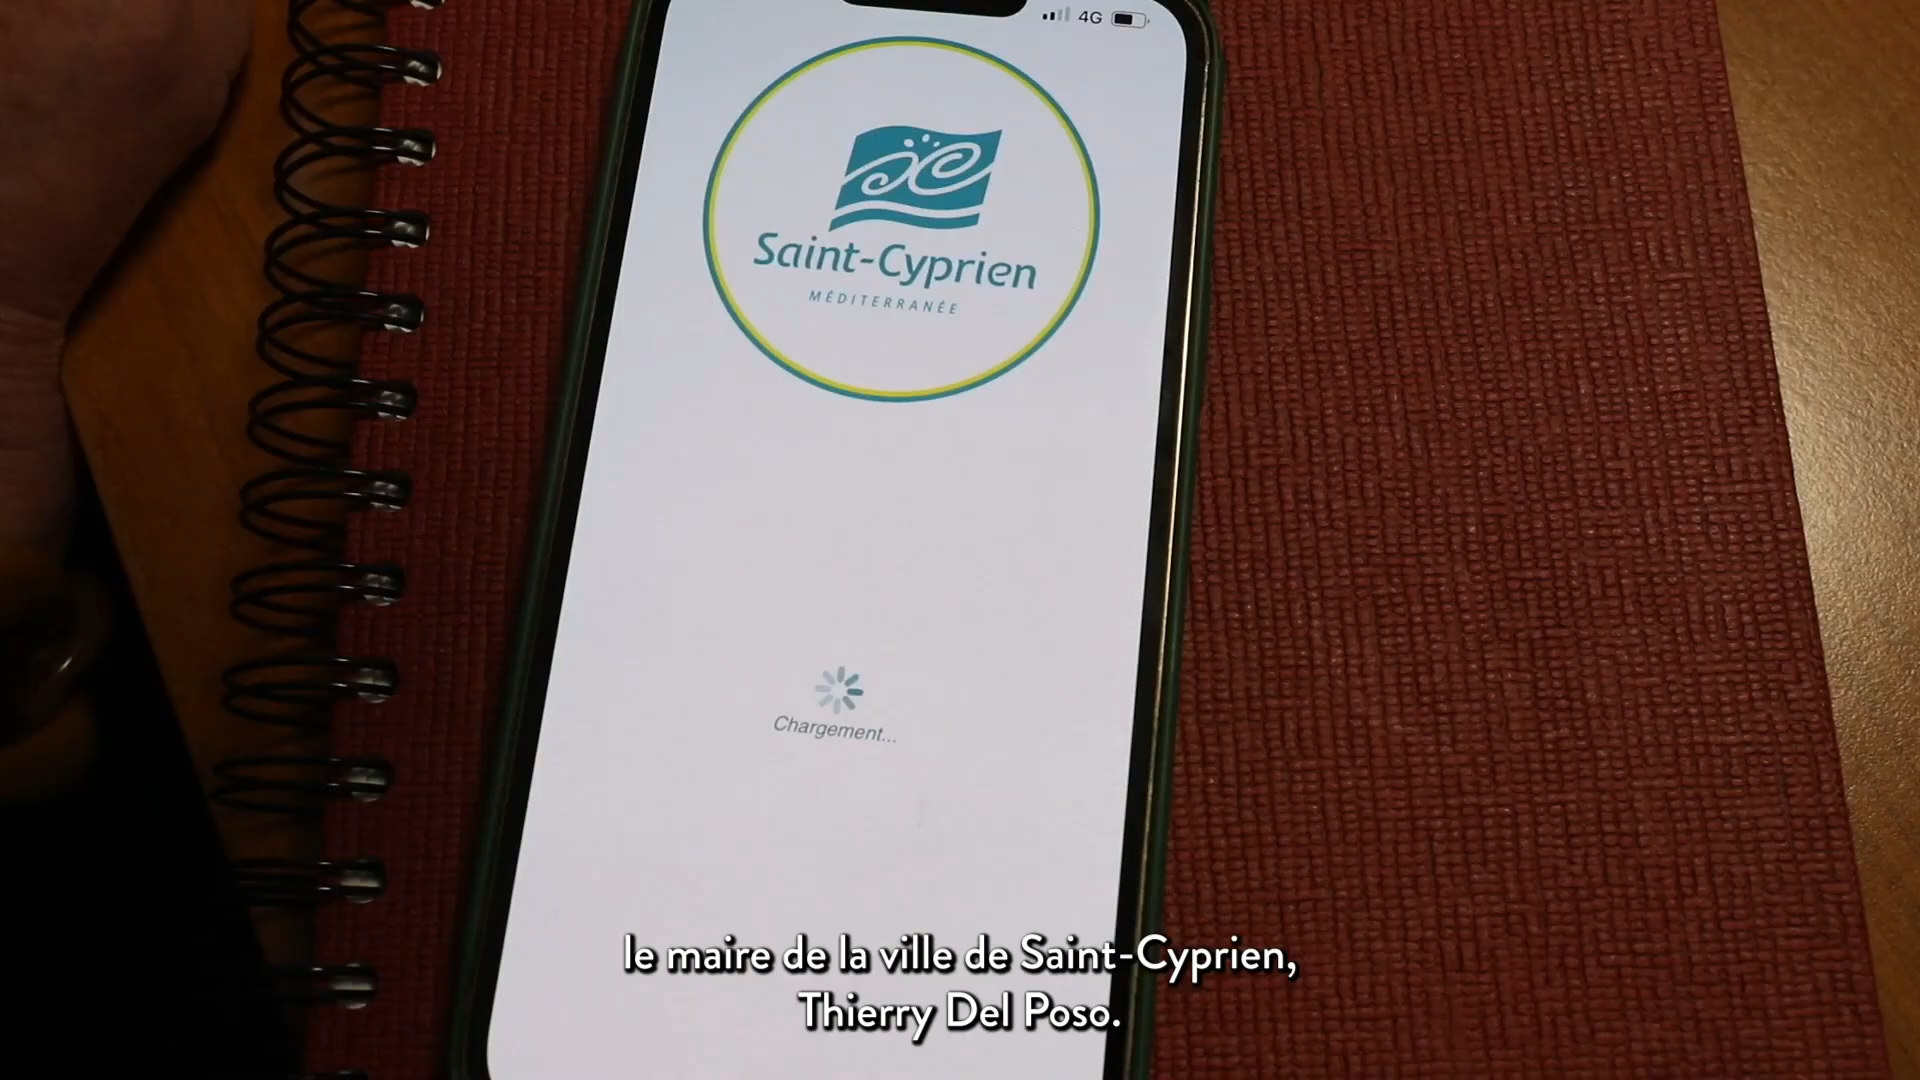 4G
Saint-Cyprien
MÉDITERRANÉE
Chargement...
le maire de la ville de Saint-Cyprien,
Thierry Del Poso.